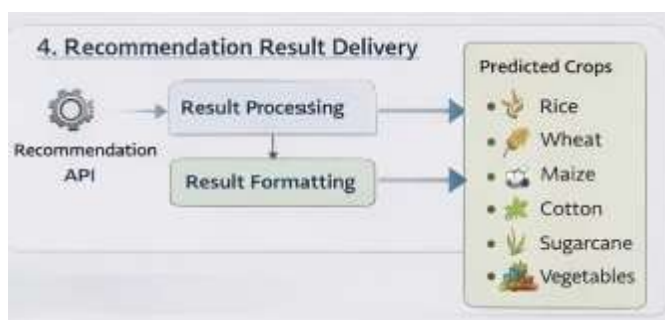 4. Recommendation Result Delivery
Recommendation
API
Result Processing
Result Formatting
Predicted Crops
• Rice
• Wheat
• Maize
• Cotton
• Sugarcane
• Vegetables